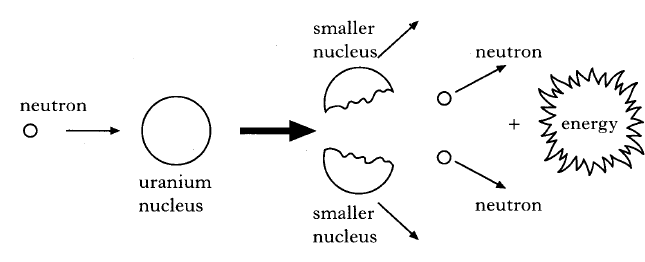 neutron
uranium
nucleus
smaller
nucleus
smaller
nucleus
neutron
neutron
+
energy